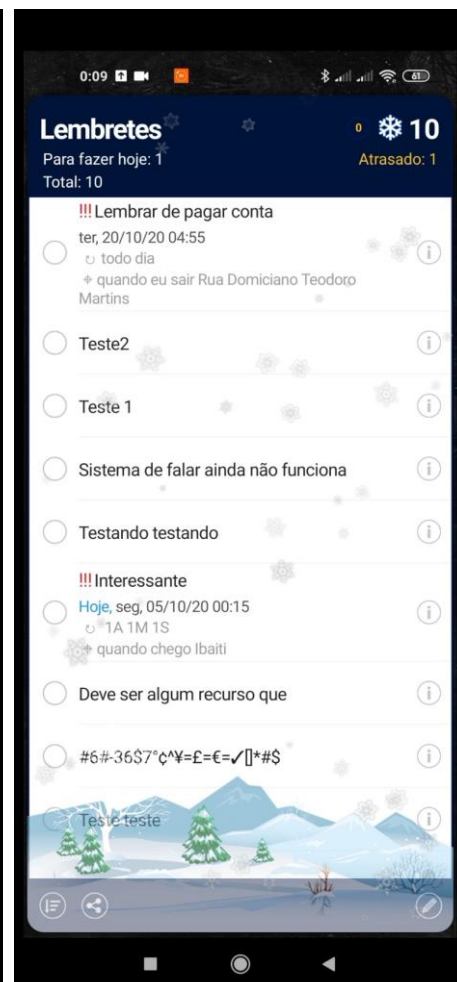 0:09 61
Lembretes 0 10
Para fazer hoje: 1 Atrasado: 1
Total: 10
!!! Lembrar de pagar conta
ter, 20/10/20 04:55
todo dia
quando eu sair Rua Domiciano Teodoro
Martins
Teste2
Teste 1
Sistema de falar ainda não funciona
Testando testando
!!! Interessante
Hoje, seg, 05/10/20 00:15
1A 1M 1S
quando chego Ibaiti
Deve ser algum recurso que
#6#-36$7°¢^¥=£=€=✓[]*#$
Teste teste